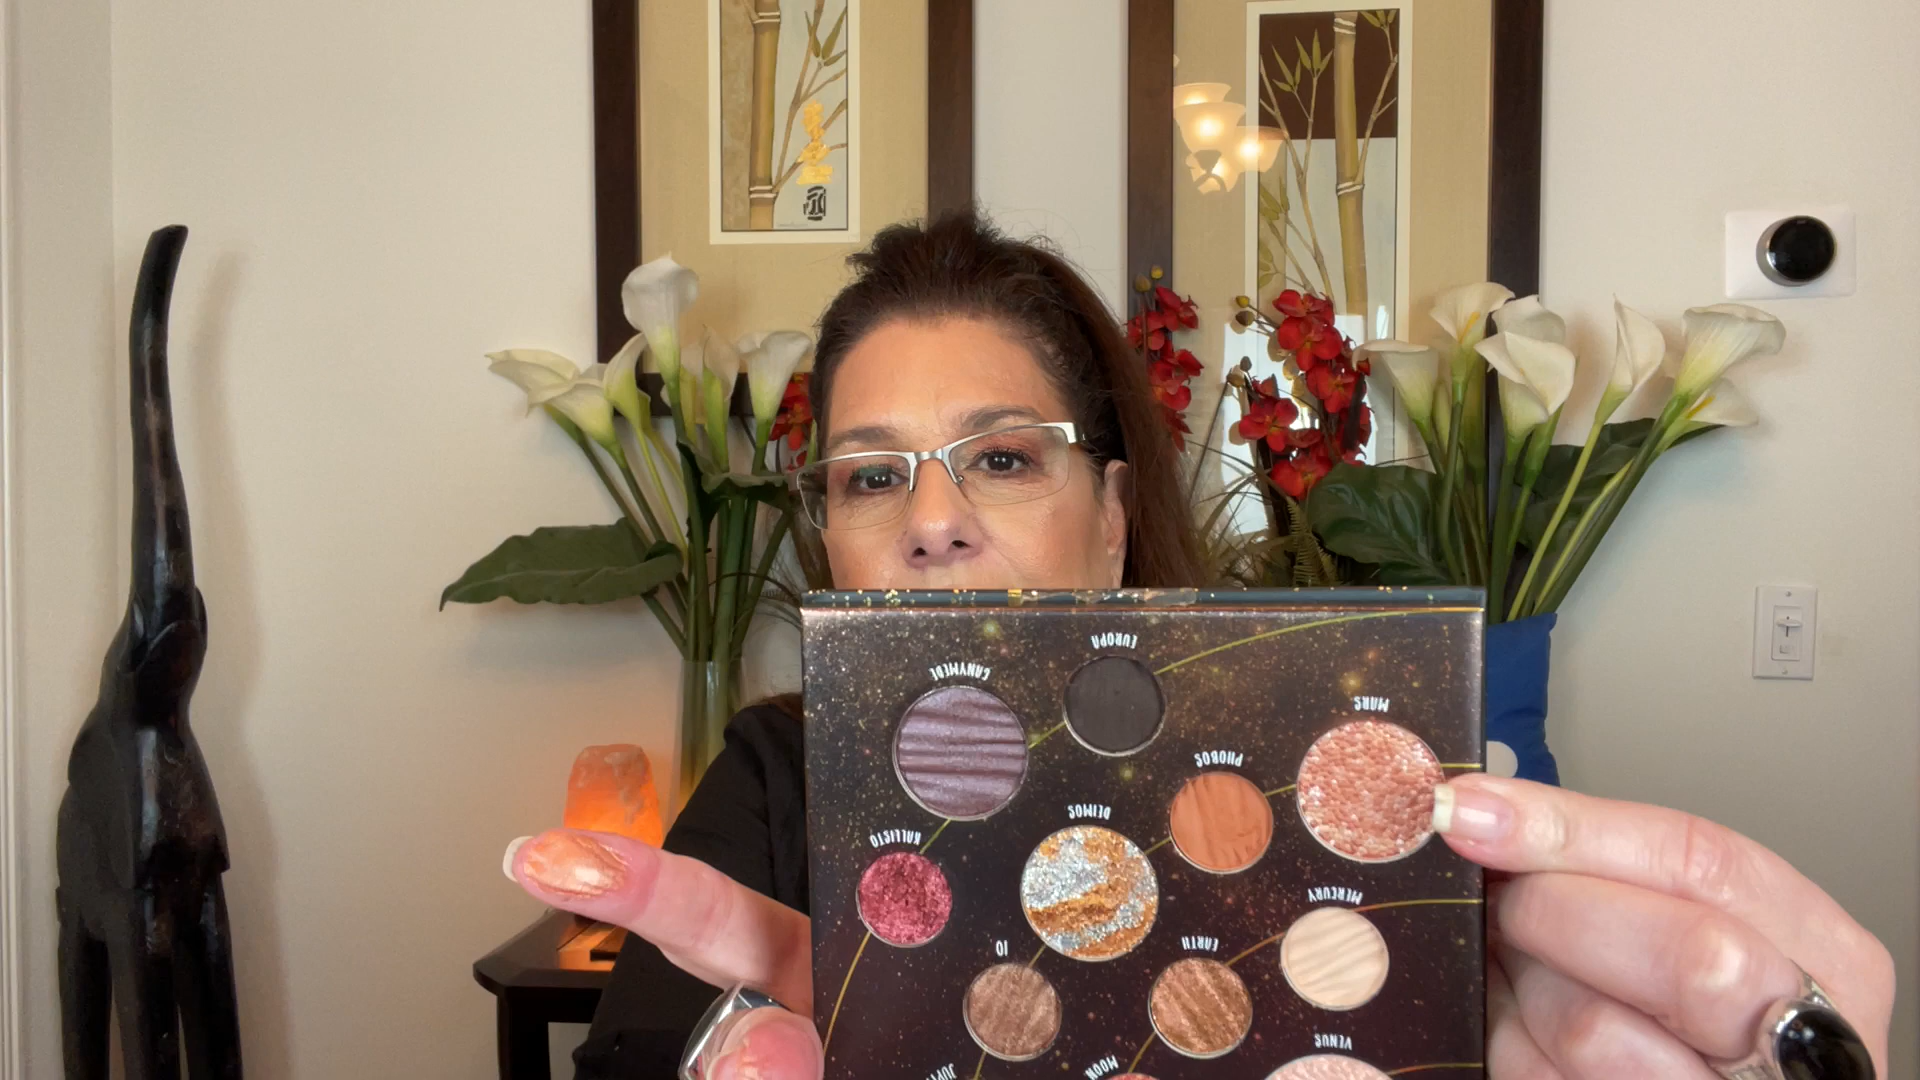 EUROPA
GANYMEDE
MARS
PHOBOS
DEIMOS
KALLISTO
MERCURY
EARTH
IO
VENUS
MOON